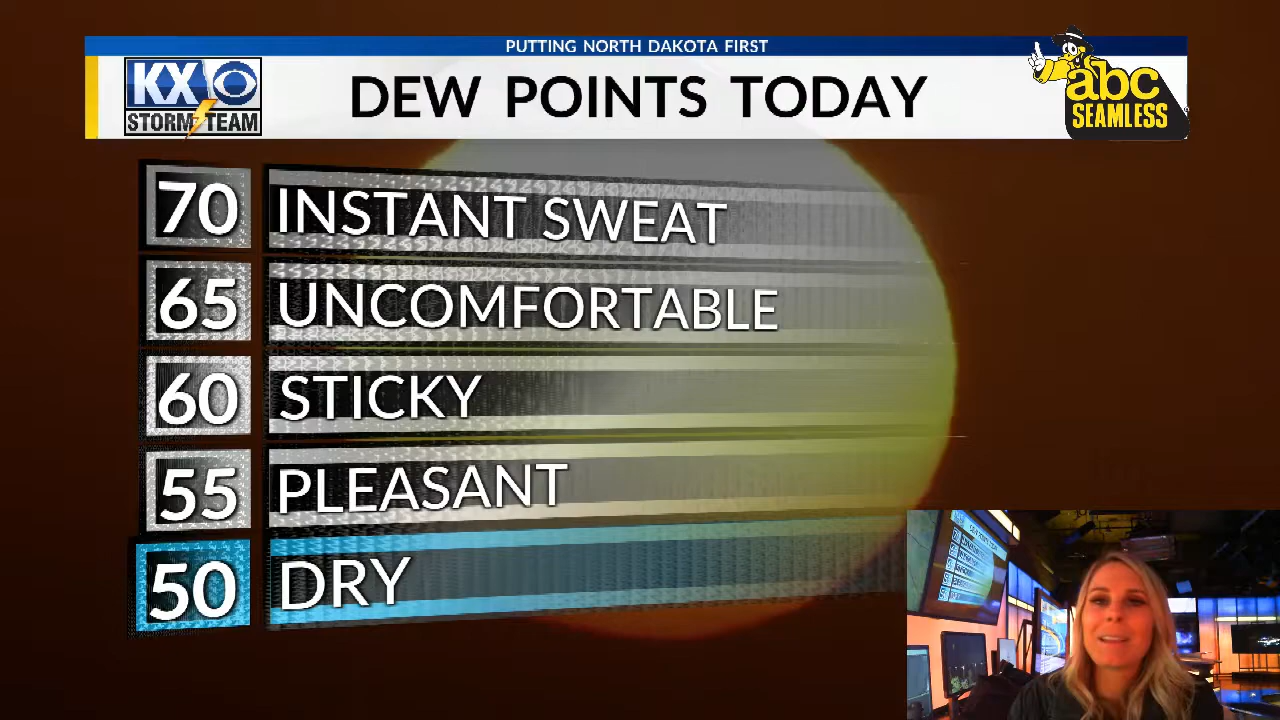 PUTTING NORTH DAKOTA FIRST
KX
STORM TEAM
DEW POINTS TODAY
abc
SEAMLESS
70 INSTANT SWEAT
65 UNCOMFORTABLE
60 STICKY
55 PLEASANT
50 DRY